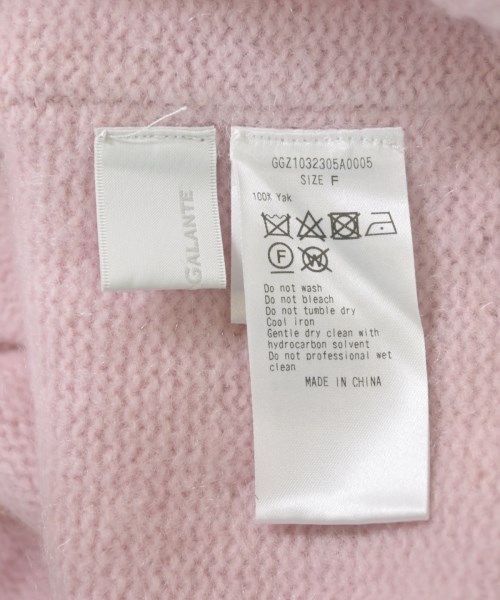 GALANTE
GGZ1032305A0005
SIZE F
100% Yak
F W
Do not wash
Do not bleach
Do not tumble dry
Cool iron
Gentle dry clean with
hydrocarbon solvent
Do not professional wet
clean
MADE IN CHINA